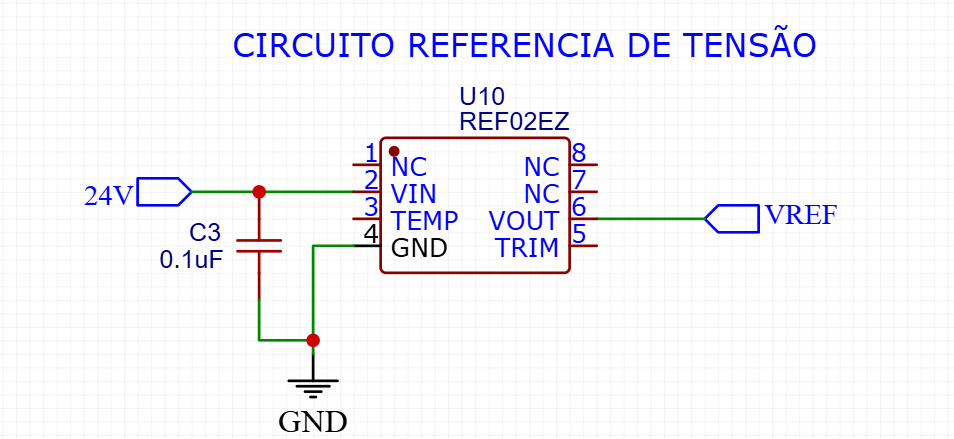 CIRCUITO REFERENCIA DE TENSÃO
U10
REF02EZ
1 NC NC 8
2 VIN NC 7
3 TEMP VOUT 6
4 GND TRIM 5
24V
VREF
C3
0.1uF
GND